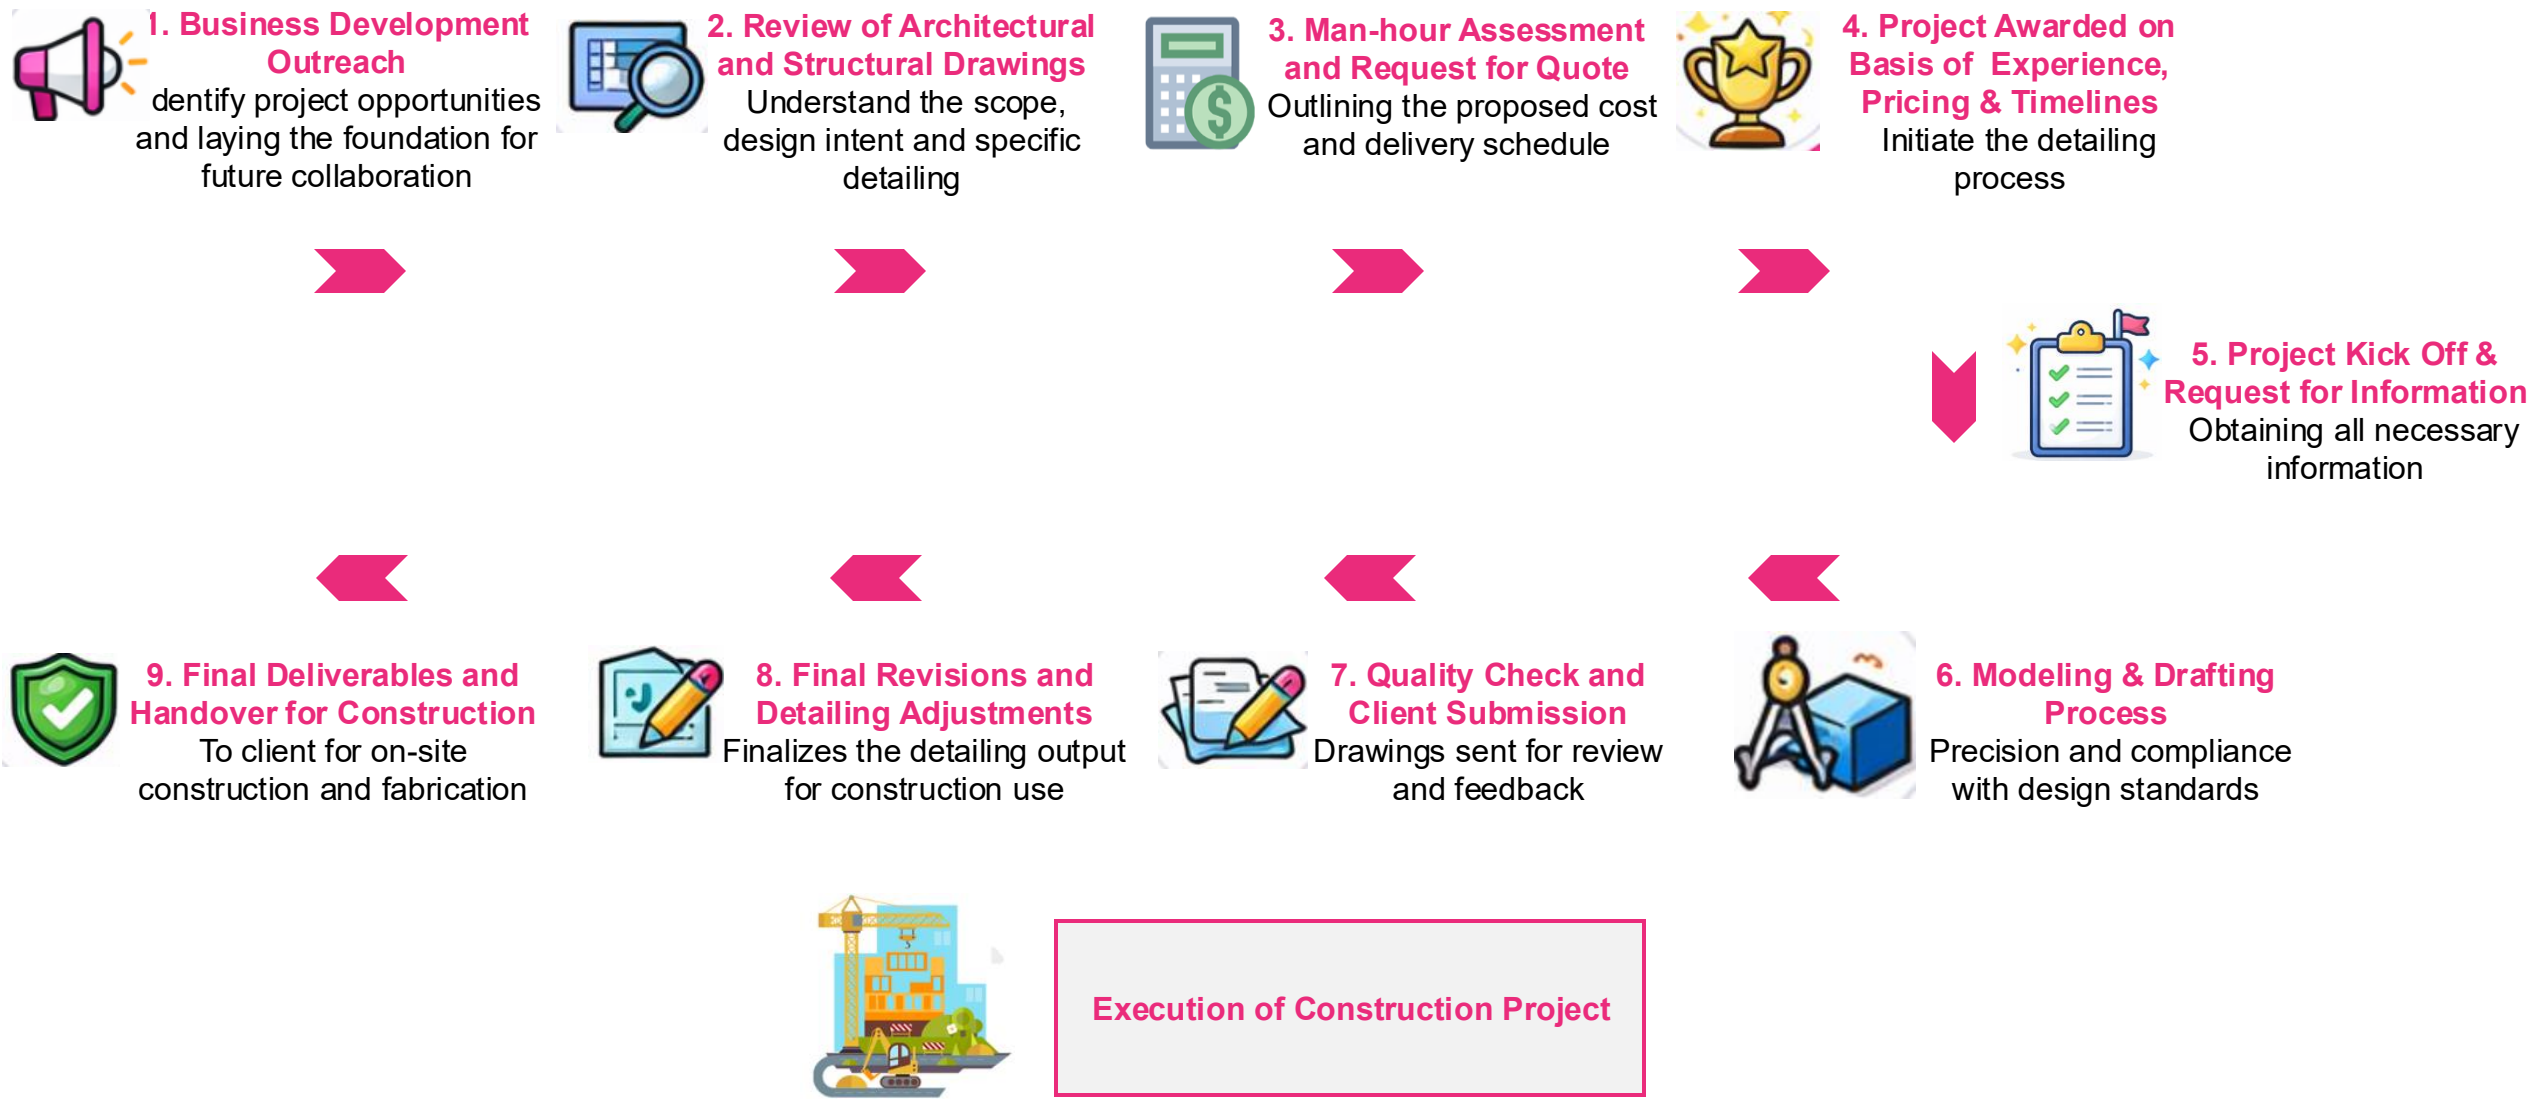 1. Business Development
Outreach
dentify project opportunities
and laying the foundation for
future collaboration
2. Review of Architectural
and Structural Drawings
Understand the scope,
design intent and specific
detailing
3. Man-hour Assessment
and Request for Quote
Outlining the proposed cost
and delivery schedule
4. Project Awarded on
Basis of  Experience,
Pricing & Timelines
Initiate the detailing
process
5. Project Kick Off &
Request for Information
Obtaining all necessary
information
6. Modeling & Drafting
Process
Precision and compliance
with design standards
7. Quality Check and
Client Submission
Drawings sent for review
and feedback
8. Final Revisions and
Detailing Adjustments
Finalizes the detailing output
for construction use
9. Final Deliverables and
Handover for Construction
To client for on-site
construction and fabrication
Execution of Construction Project